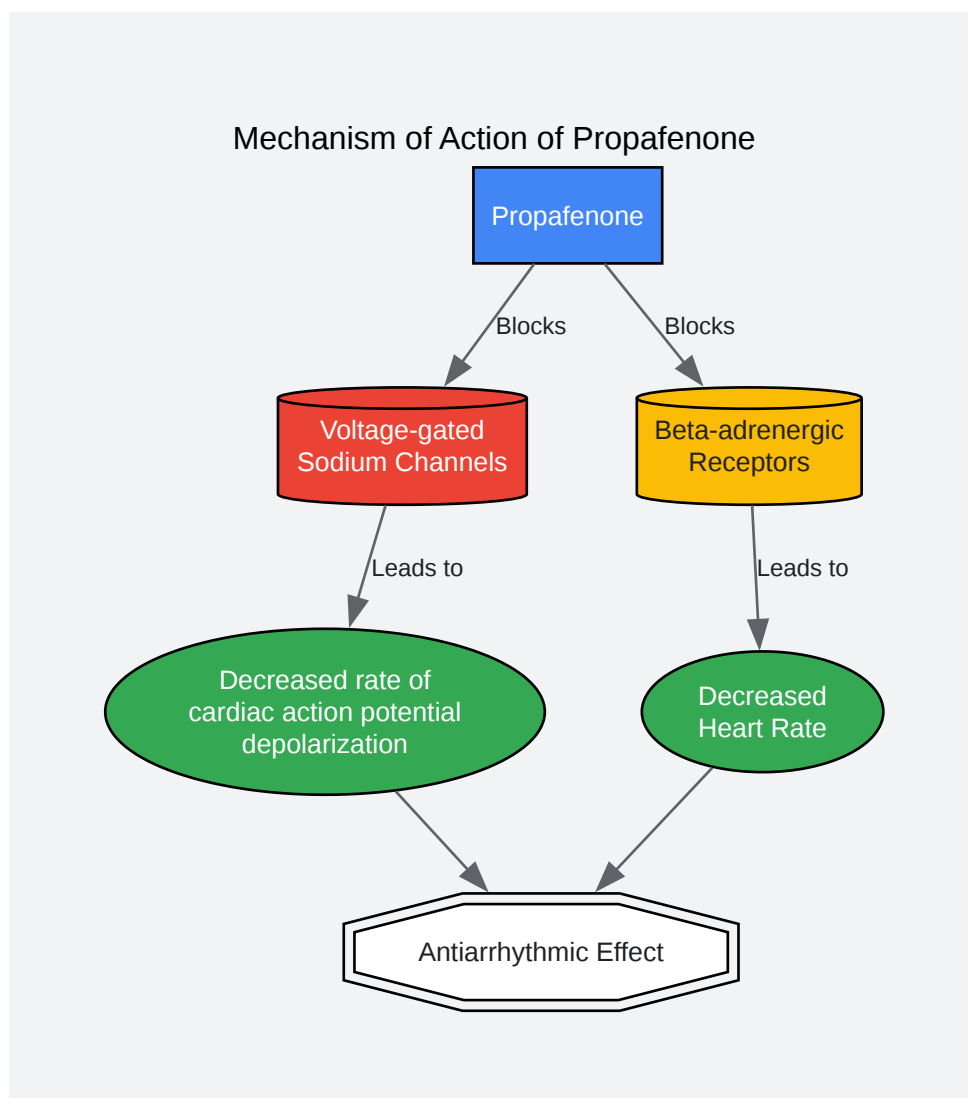 Mechanism of Action of Propafenone
Propafenone
Blocks
Blocks
Voltage-gated
Sodium Channels
Beta-adrenergic
Receptors
Leads to
Leads to
Decreased rate of
cardiac action potential
depolarization
Decreased
Heart Rate
Antiarrhythmic Effect